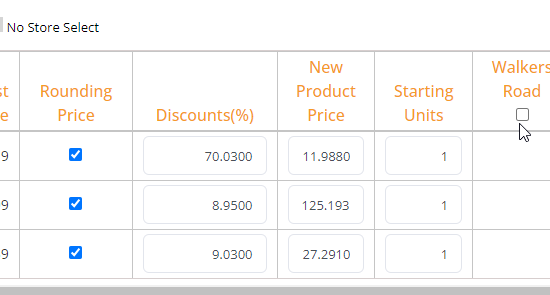 No Store Select
st e
Rounding Price
Discounts(%)
New Product Price
Starting Units
Walkers Road
9 70.0300 11.9880 1
9 8.9500 125.193 1
9 9.0300 27.2910 1